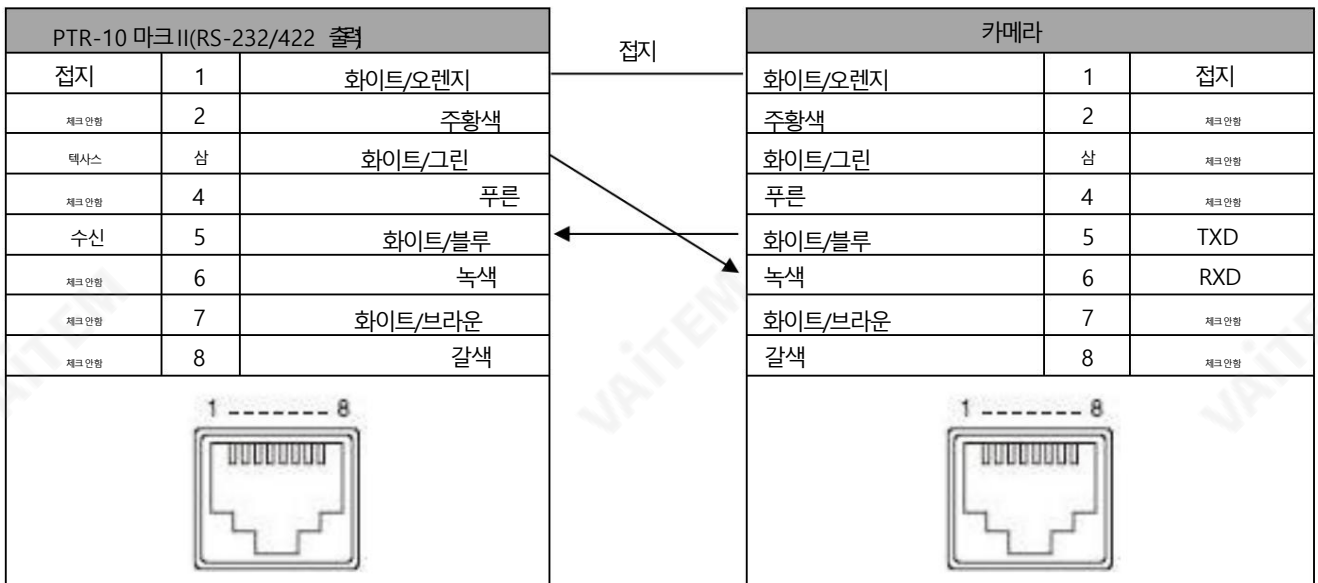 PTR-10 마크 II(RS-232/422 출력
접지
카메라
접지 1 화이트/오렌지
화이트/오렌지 1 접지
체크 안함 2 주황색
주황색 2 체크 안함
텍사스 삼 화이트/그린
화이트/그린 삼 체크 안함
체크 안함 4 푸른
푸른 4 체크 안함
수신 5 화이트/블루
화이트/블루 5 TXD
체크 안함 6 녹색
녹색 6 RXD
체크 안함 7 화이트/브라운
화이트/브라운 7 체크 안함
체크 안함 8 갈색
갈색 8 체크 안함
1 ------- 8
1 ------- 8
VAiTEM
VAiTEM